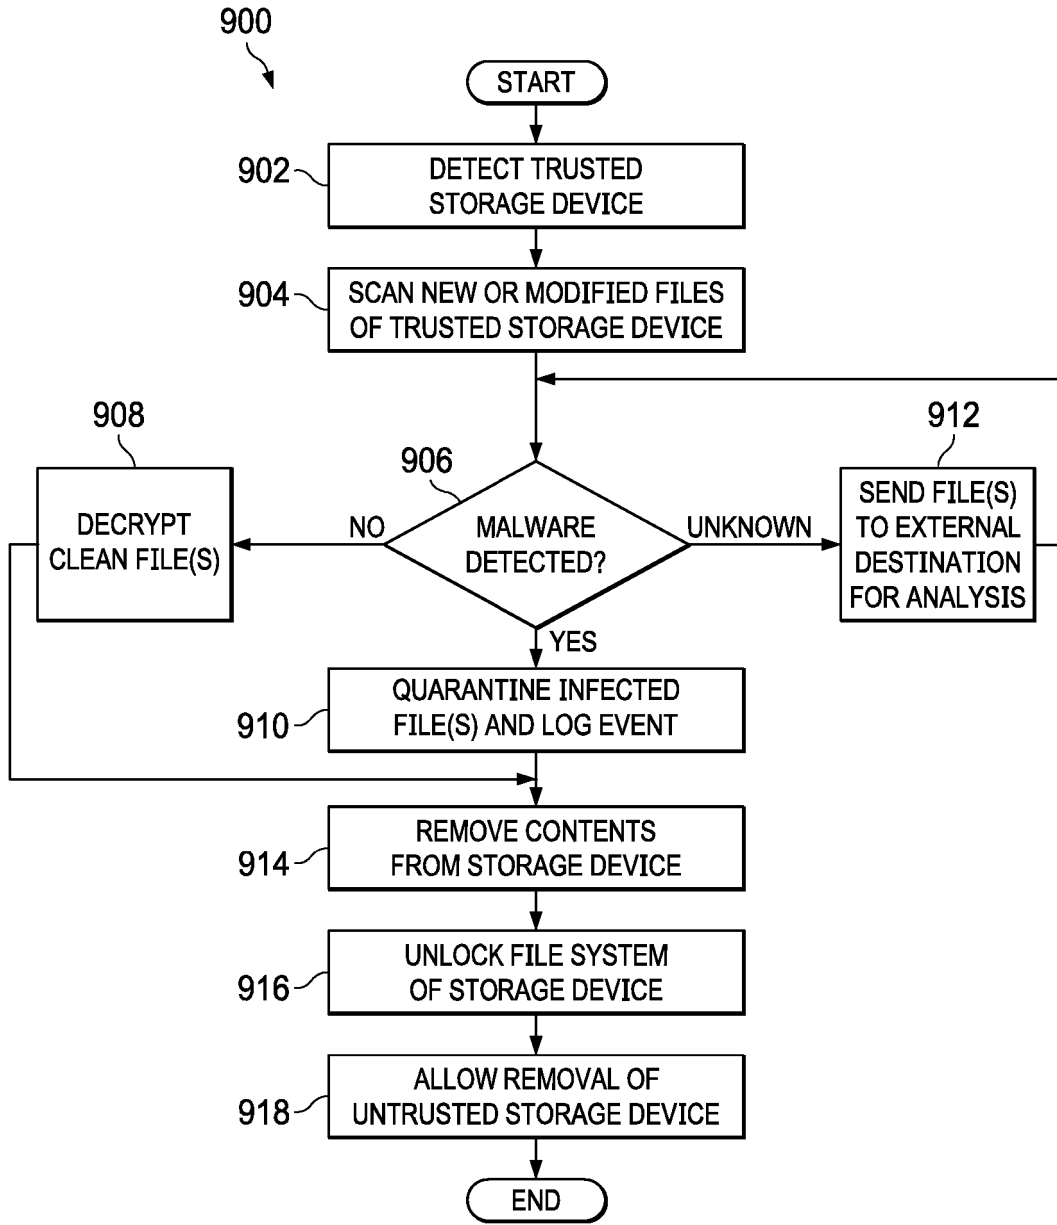 900
START
902
DETECT TRUSTED
STORAGE DEVICE
904
SCAN NEW OR MODIFIED FILES
OF TRUSTED STORAGE DEVICE
908
DECRYPT
CLEAN FILE(S)
NO
906
MALWARE
DETECTED?
UNKNOWN
912
SEND FILE(S)
TO EXTERNAL
DESTINATION
FOR ANALYSIS
YES
910
QUARANTINE INFECTED
FILE(S) AND LOG EVENT
914
REMOVE CONTENTS
FROM STORAGE DEVICE
916
UNLOCK FILE SYSTEM
OF STORAGE DEVICE
918
ALLOW REMOVAL OF
UNTRUSTED STORAGE DEVICE
END